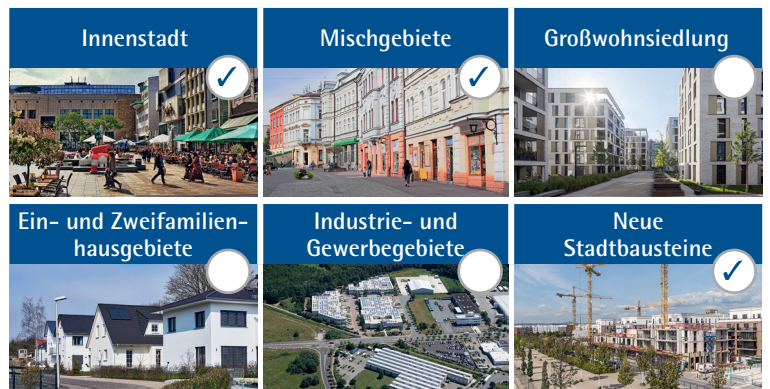 Innenstadt
Mischgebiete
Großwohnsiedlung
Ein- und Zweifamilien-
hausgebiete
Industrie- und
Gewerbegebiete
Neue
Stadtbausteine